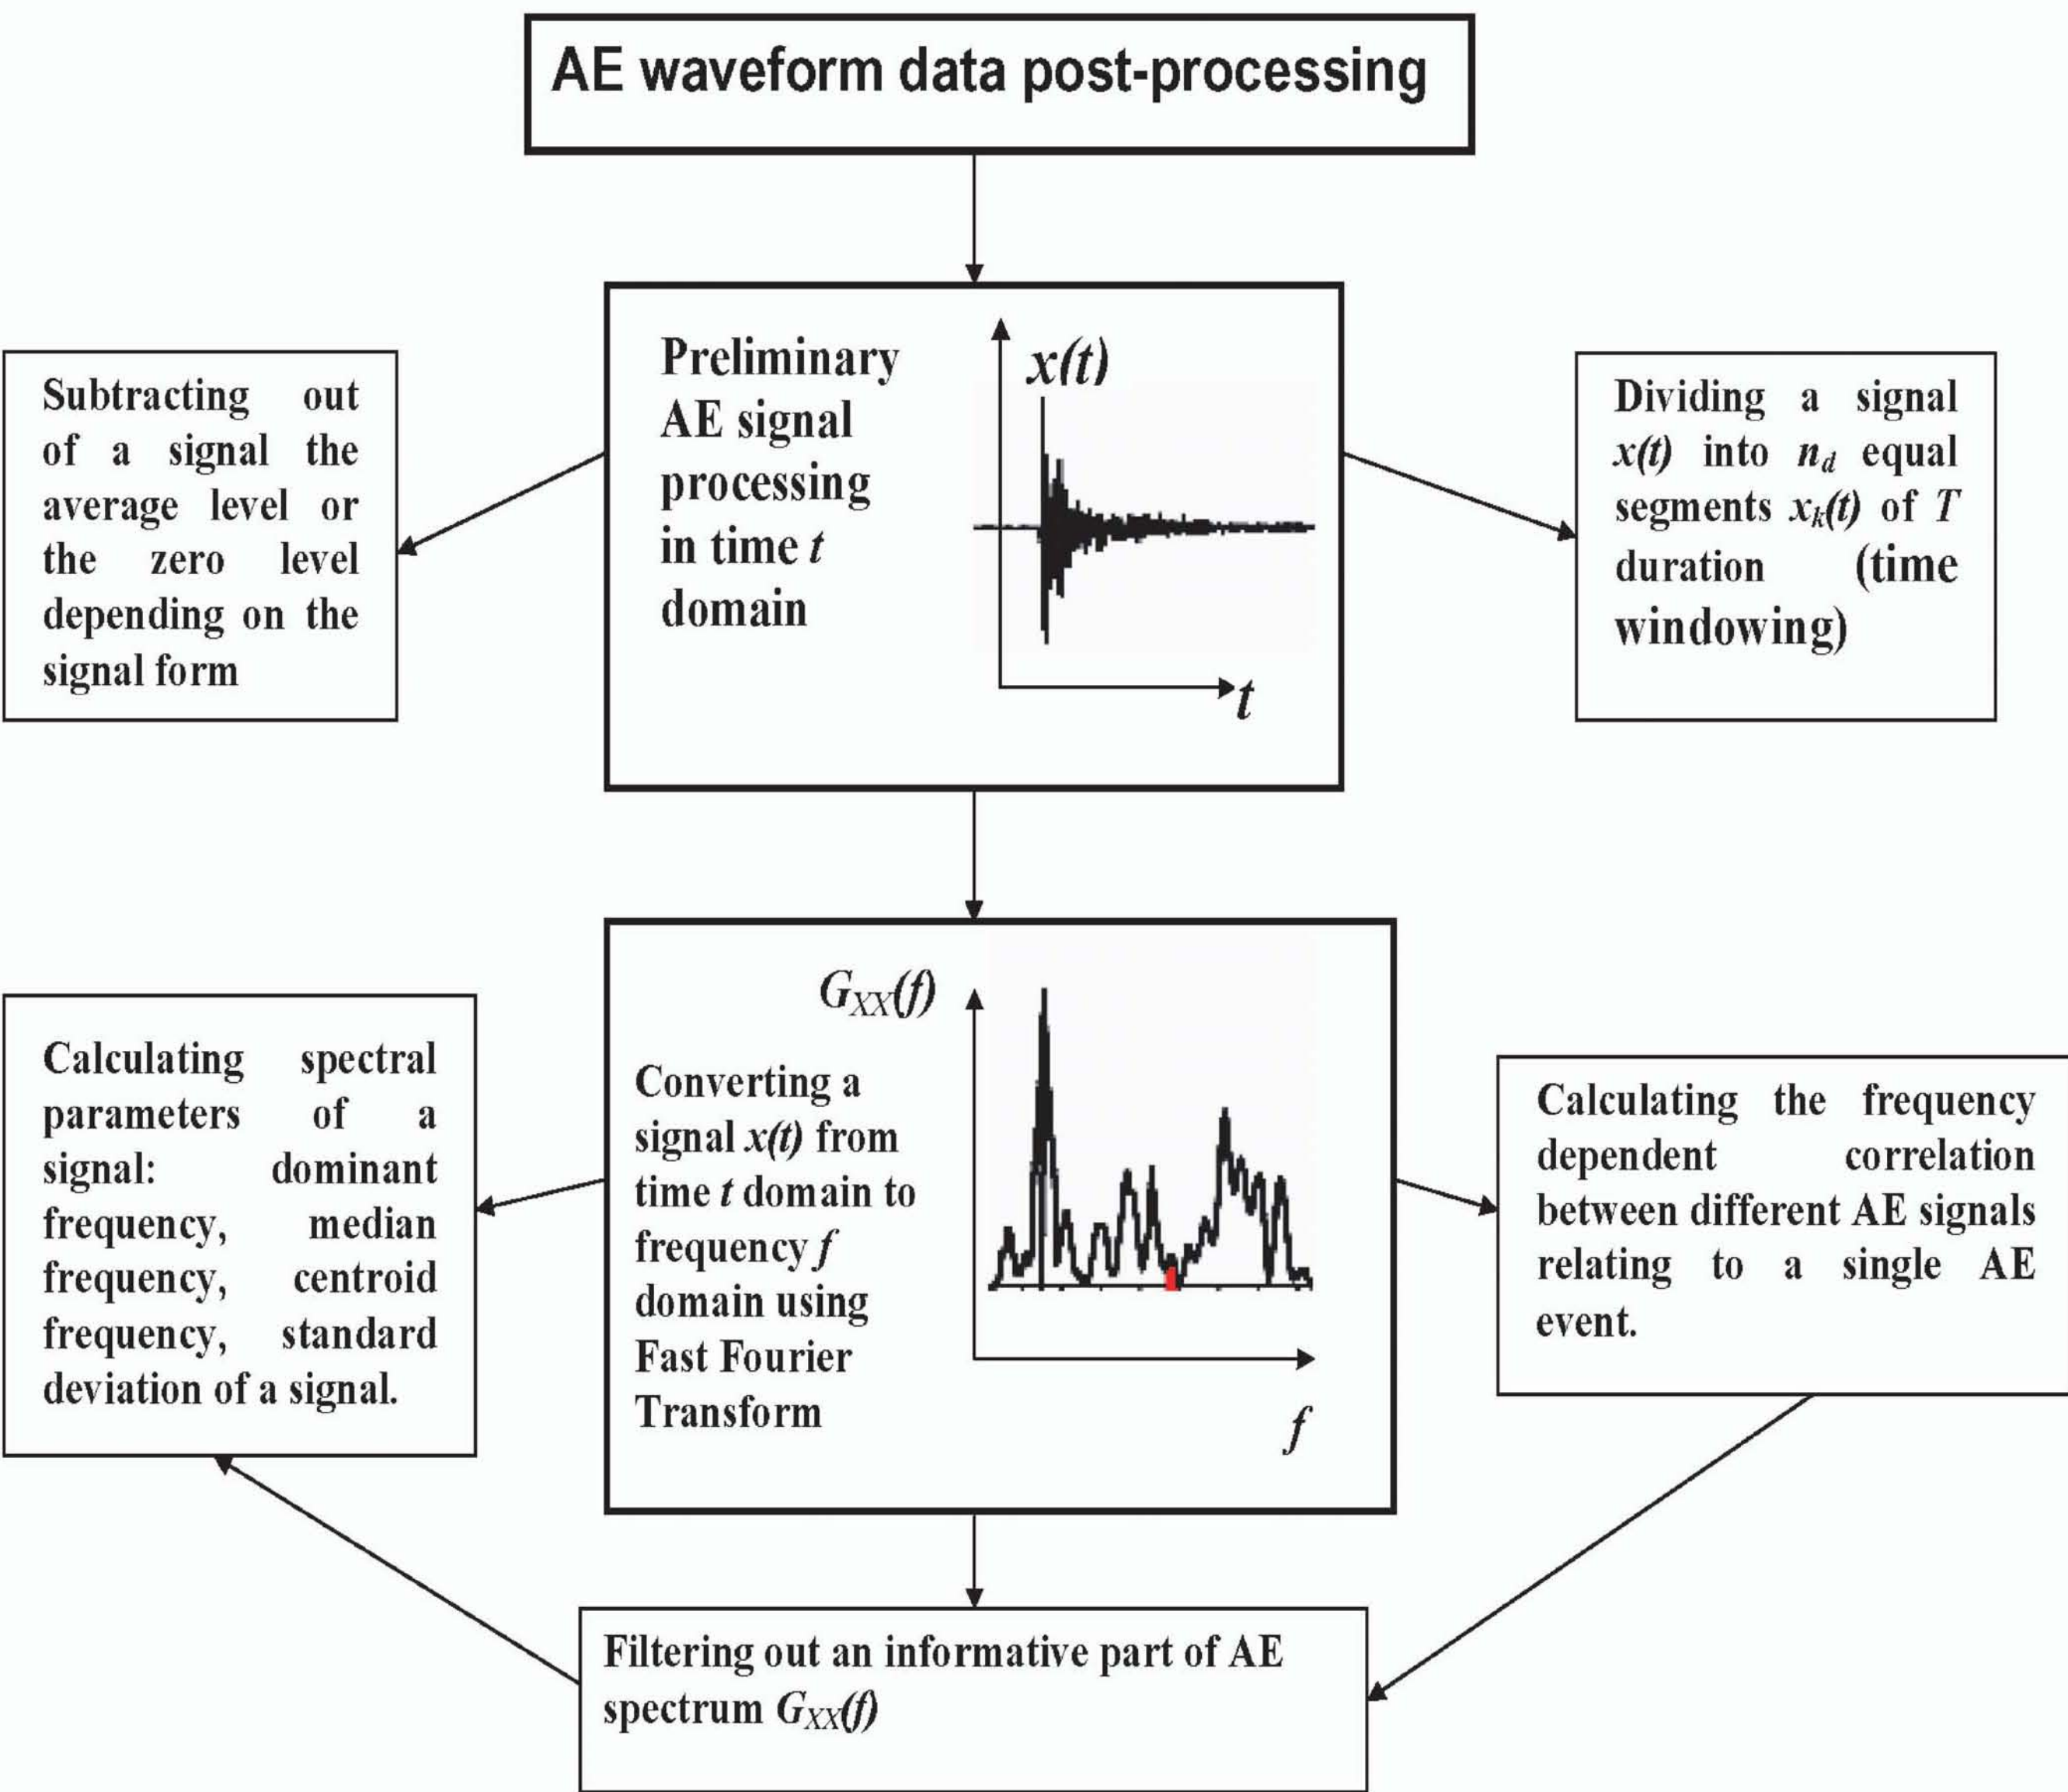 AE waveform data post-processing
Subtracting out
of a signal the
average level or
the zero level
depending on the
signal form
Preliminary
AE signal
processing
in time t
domain
x(t)
t
Dividing a signal
x(t) into n_d equal
segments x_k(t) of T
duration (time
windowing)
Calculating spectral
parameters of a
signal: dominant
frequency, median
frequency, centroid
frequency, standard
deviation of a signal.
G_XX(f)
Converting a
signal x(t) from
time t domain to
frequency f
domain using
Fast Fourier
Transform
f
Calculating the frequency
dependent correlation
between different AE signals
relating to a single AE
event.
Filtering out an informative part of AE
spectrum G_XX(f)